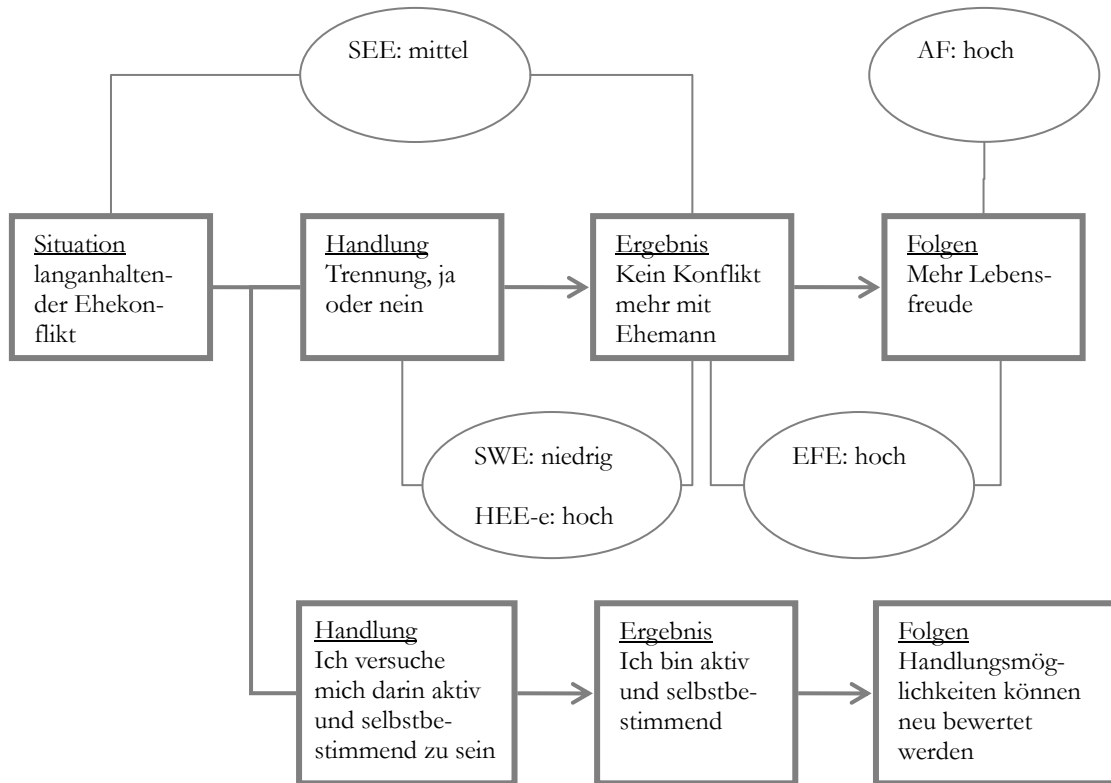 SEE: mittel
AF: hoch
Situation
langanhalten-
der Ehekon-
flikt
Handlung
Trennung, ja
oder nein
Ergebnis
Kein Konflikt
mehr mit
Ehemann
Folgen
Mehr Lebens-
freude
SWE: niedrig
HEE-e: hoch
EFE: hoch
Handlung
Ich versuche
mich darin aktiv
und selbstbe-
stimmend zu sein
Ergebnis
Ich bin aktiv
und selbstbe-
stimmend
Folgen
Handlungsmög-
lichkeiten können
neu bewertet
werden